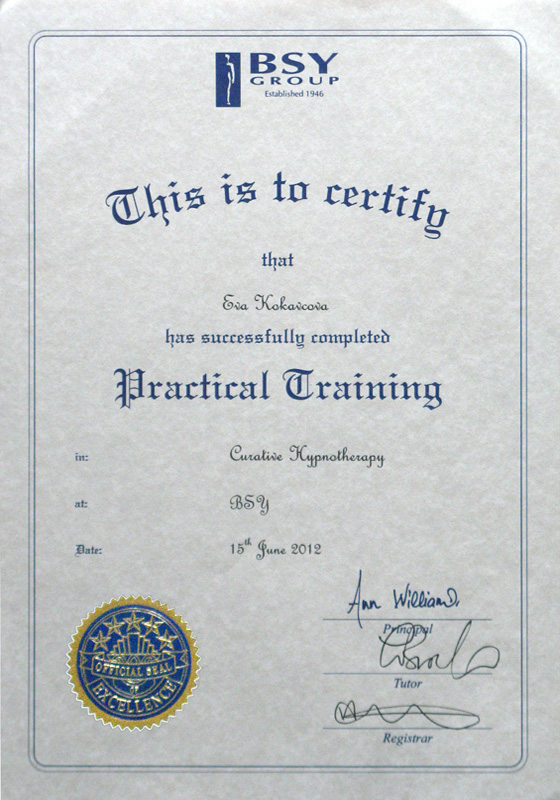 BSY
GROUP
Established 1946
This is to certify
that
Eva Kokavcova
has successfully completed
Practical Training
in: Curative Hypnotherapy
at: BSY
Date: 15th June 2012
Ann Williams.
Principal
Tutor
Registrar
OFFICIAL SEAL
EXCELLENCE